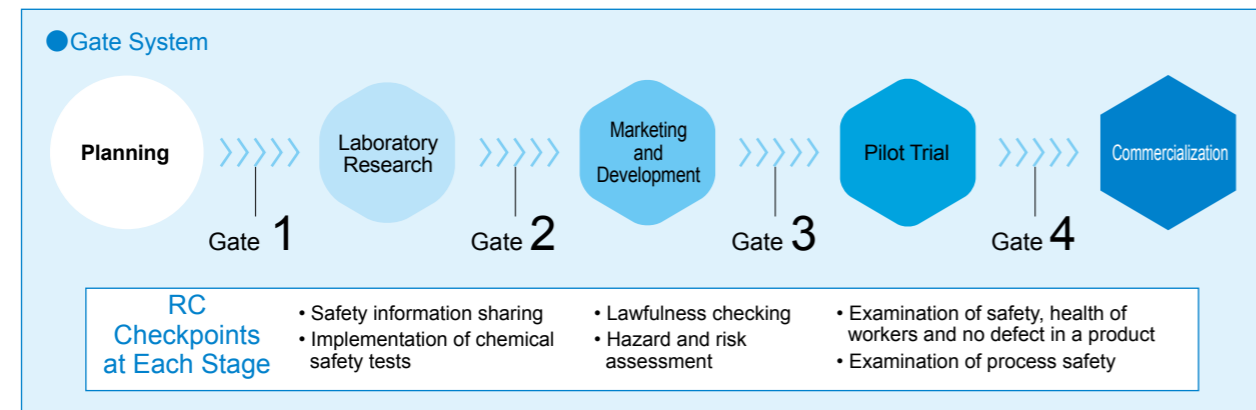 Gate System
Planning
Laboratory
Research
Marketing
and
Development
Pilot Trial
Commercialization
Gate 1
Gate 2
Gate 3
Gate 4
RC
Checkpoints
at Each Stage
• Safety information sharing
• Implementation of chemical
safety tests
• Lawfulness checking
• Hazard and risk
assessment
• Examination of safety, health of
workers and no defect in a product
• Examination of process safety